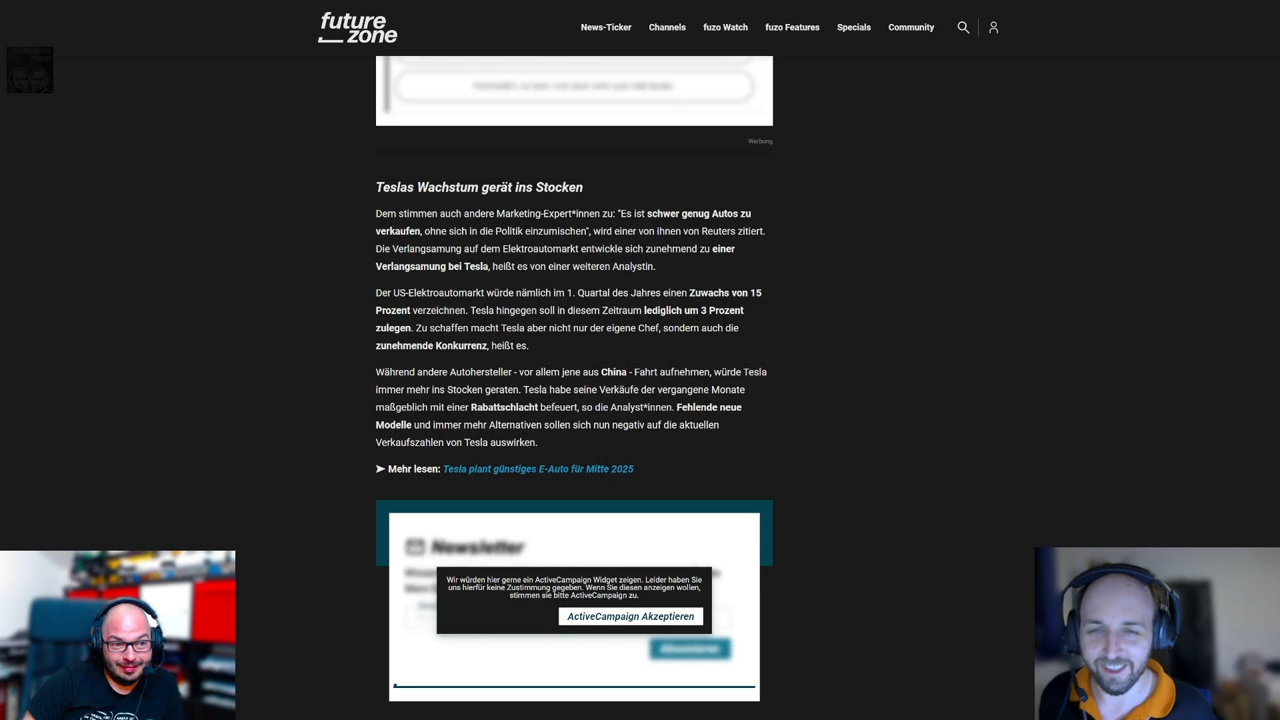 future
zone
News-Ticker Channels fuzo Watch fuzo Features Specials Community
Werbung
Teslas Wachstum gerät ins Stocken
Dem stimmen auch andere Marketing-Expert*innen zu: "Es ist schwer genug Autos zu
verkaufen, ohne sich in die Politik einzumischen", wird einer von ihnen von Reuters zitiert.
Die Verlangsamung auf dem Elektroautomarkt entwickle sich zunehmend zu einer
Verlangsamung bei Tesla, heißt es von einer weiteren Analystin.
Der US-Elektroautomarkt würde nämlich im 1. Quartal des Jahres einen Zuwachs von 15
Prozent verzeichnen. Tesla hingegen soll in diesem Zeitraum lediglich um 3 Prozent
zulegen. Zu schaffen macht Tesla aber nicht nur der eigene Chef, sondern auch die
zunehmende Konkurrenz, heißt es.
Während andere Autohersteller - vor allem jene aus China - Fahrt aufnehmen, würde Tesla
immer mehr ins Stocken geraten. Tesla habe seine Verkäufe der vergangene Monate
maßgeblich mit einer Rabattschlacht befeuert, so die Analyst*innen. Fehlende neue
Modelle und immer mehr Alternativen sollen sich nun negativ auf die aktuellen
Verkaufszahlen von Tesla auswirken.
➤ Mehr lesen: Tesla plant günstiges E-Auto für Mitte 2025
Newsletter
Wir würden hier gerne ein ActiveCampaign Widget zeigen. Leider haben Sie
uns hierfür keine Zustimmung gegeben. Wenn Sie diesen anzeigen wollen,
stimmen sie bitte ActiveCampaign zu.
ActiveCampaign Akzeptieren
Abonnieren